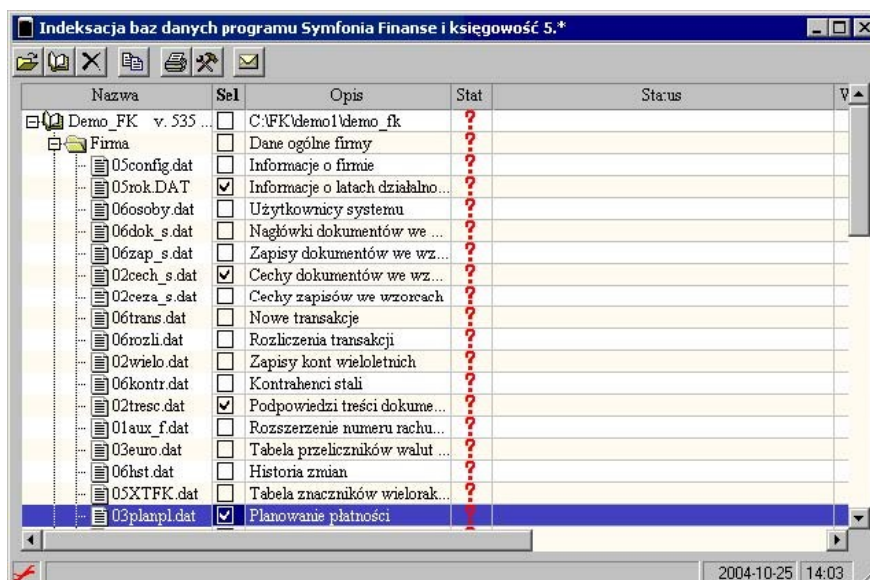 Indeksacja baz danych programu Symfonia Finanse i księgowość 5.*
Nazwa Sel Opis Stat Status W
Demo_FK v. 535 ... C:\FK\demo1\demo_fk ?
Firma Dane ogólne firmy ?
05config.dat Informacje o firmie ?
05rok.DAT Informacje o latach działalno... ?
06osoby.dat Użytkownicy systemu ?
06dok_s.dat Nagłówki dokumentów we ... ?
06zap_s.dat Zapisy dokumentów we wz... ?
02cech_s.dat Cechy dokumentów we wz... ?
02ceza_s.dat Cechy zapisów we wzorcach ?
06trans.dat Nowe transakcje ?
06rozli.dat Rozliczenia transakcji ?
02wielo.dat Zapisy kont wieloletnich ?
06kontr.dat Kontrahenci stali ?
02tresc.dat Podpowiedzi treści dokume... ?
01aux_f.dat Rozszerzenie numeru rachu... ?
03euro.dat Tabela przeliczników walut ... ?
06hst.dat Historia zmian ?
05XTFK.dat Tabela znaczników wielorak... ?
03planpl.dat Planowanie płatności
2004-10-25 14:03